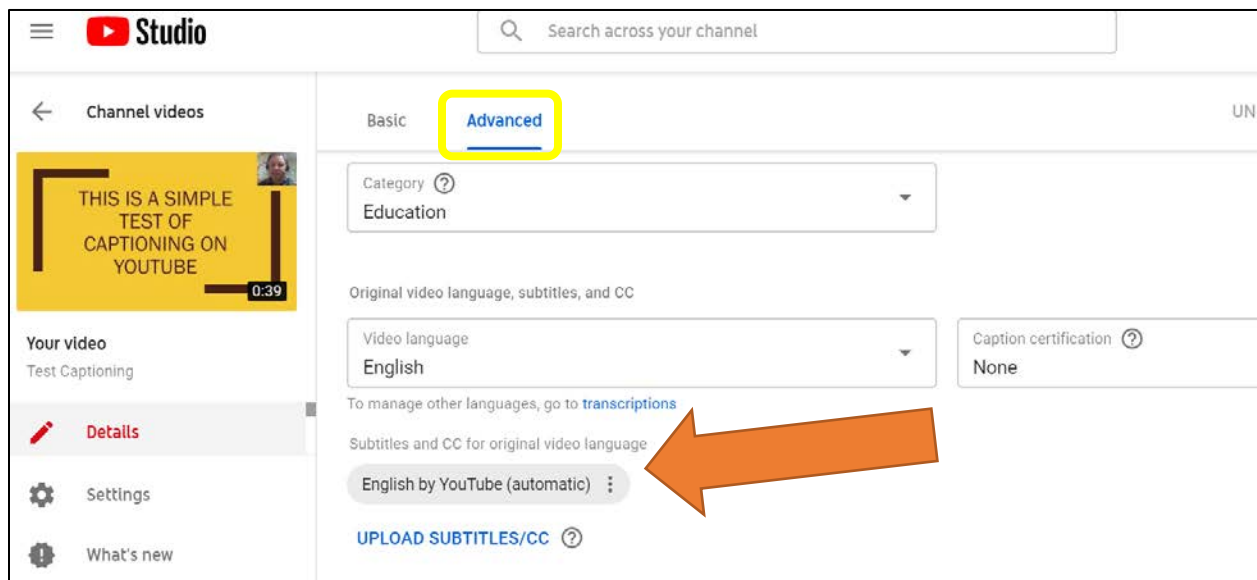 Studio
Search across your channel
Channel videos
Basic
Advanced
UN
THIS IS A SIMPLE
TEST OF
CAPTIONING ON
YOUTUBE
0:39
Category
Education
Original video language, subtitles, and CC
Your video
Test Captioning
Video language
English
Caption certification
None
To manage other languages, go to transcriptions
Details
Subtitles and CC for original video language
English by YouTube (automatic)
Settings
UPLOAD SUBTITLES/CC
What's new